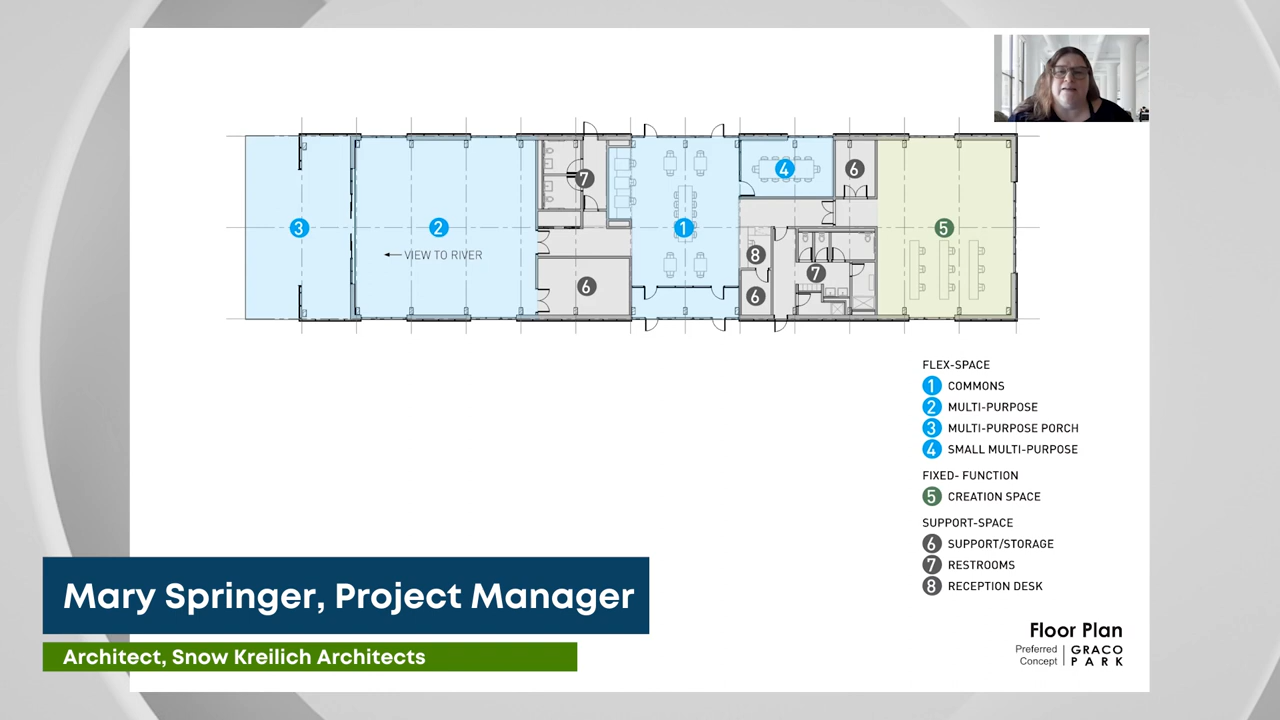 7
4
6
3
2
1
5
VIEW TO RIVER
8
7
6
6
FLEX-SPACE
1 COMMONS
2 MULTI-PURPOSE
3 MULTI-PURPOSE PORCH
4 SMALL MULTI-PURPOSE
FIXED- FUNCTION
5 CREATION SPACE
SUPPORT-SPACE
6 SUPPORT/STORAGE
7 RESTROOMS
8 RECEPTION DESK
Mary Springer, Project Manager
Architect, Snow Kreilich Architects
Floor Plan
Preferred Concept
GRACO PARK